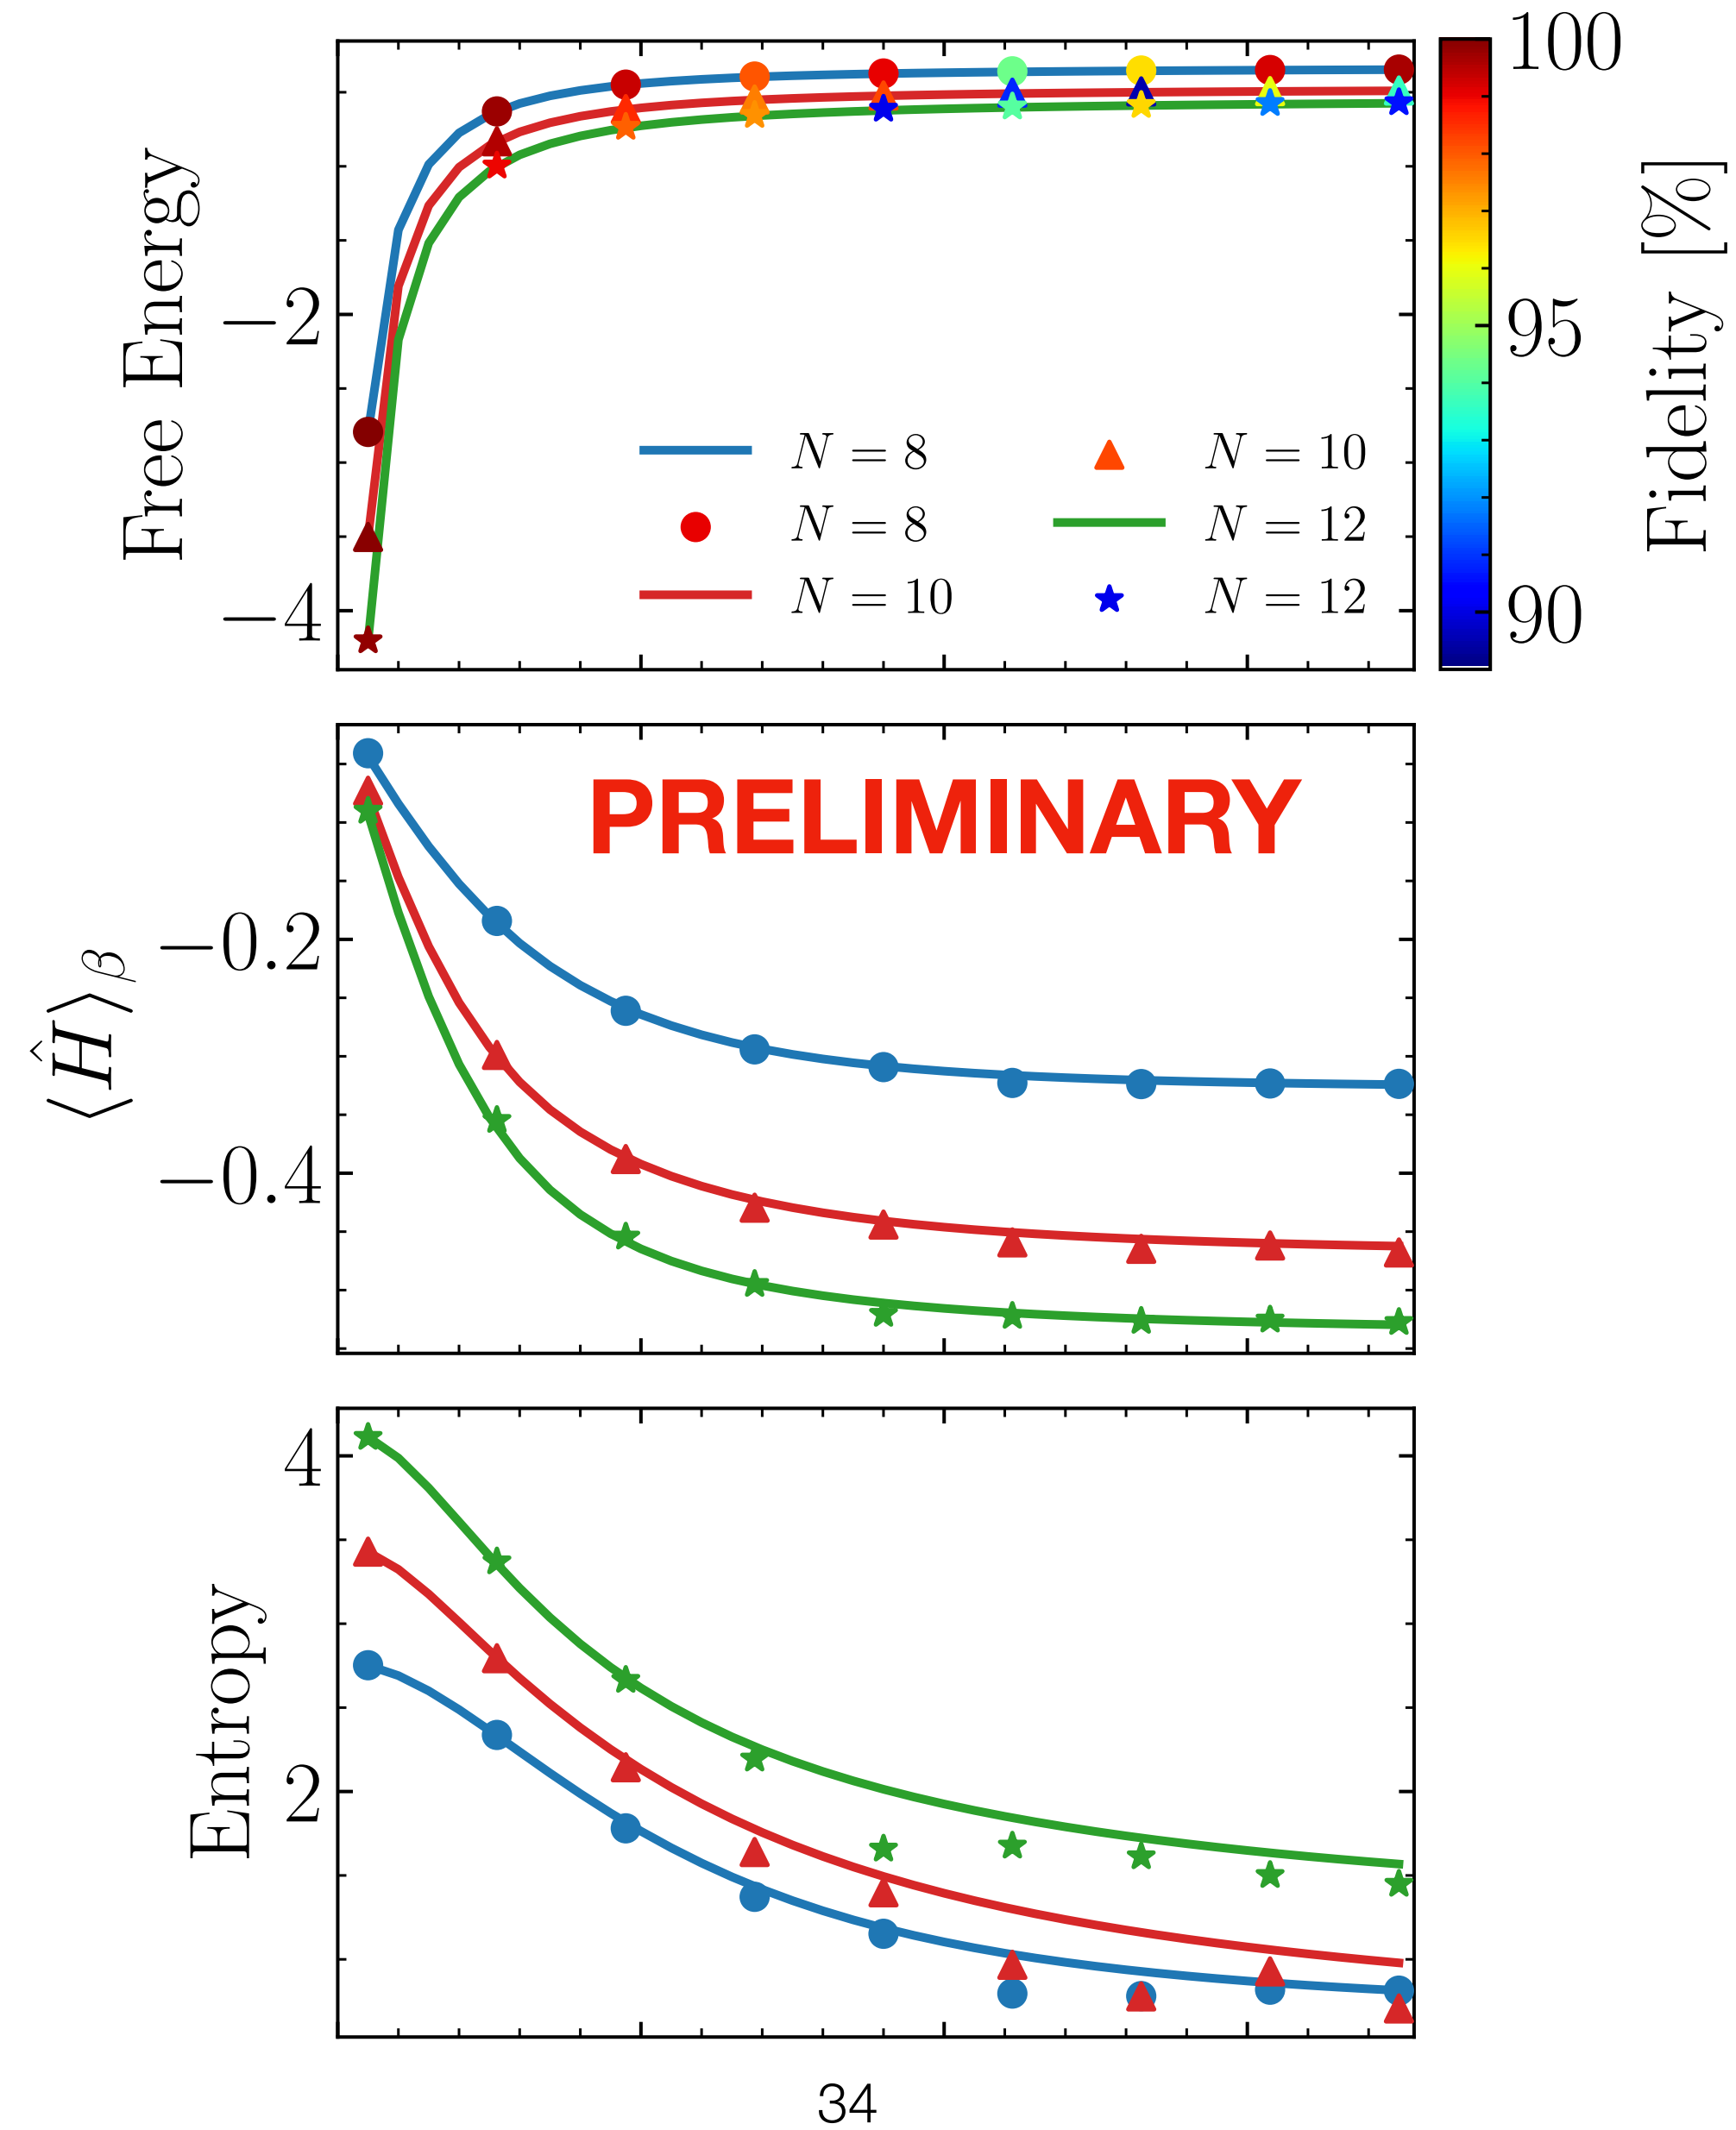 Free Energy
−2
−4
N = 8
N = 8
N = 10
N = 10
N = 12
N = 12
100
95
90
Fidelity [%]
PRELIMINARY
⟨Ĥ⟩β
−0.2
−0.4
Entropy
4
2
34